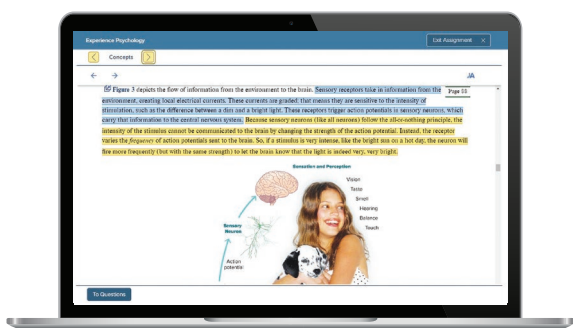 Experience Psychology
Exit Assignment ×
Concepts
Page 88
Figure 3 depicts the flow of information from the environment to the brain. Sensory receptors take in information from the
environment, creating local electrical currents. These currents are graded; that means they are sensitive to the intensity of
stimulation, such as the difference between a dim and a bright light. These receptors trigger action potentials in sensory neurons, which
carry that information to the central nervous system. Because sensory neurons (like all neurons) follow the all-or-nothing principle, the
intensity of the stimulus cannot be communicated to the brain by changing the strength of the action potential. Instead, the receptor
varies the frequency of action potentials sent to the brain. So, if a stimulus is very intense, like the bright sun on a hot day, the neuron will
fire more frequently (but with the same strength) to let the brain know that the light is indeed very, very bright.
Sensation and Perception
Vision
Taste
Smell
Hearing
Balance
Touch
Sensory
Neuron
Action
potential
To Questions